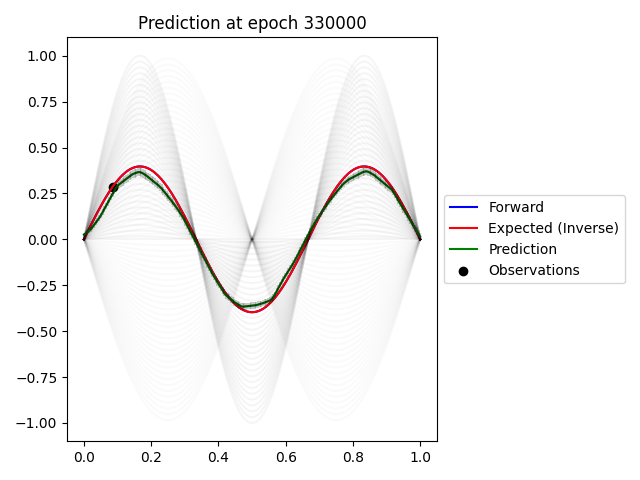 Prediction at epoch 330000
1.00
0.75
0.50
0.25
0.00
−0.25
−0.50
−0.75
−1.00
0.0 0.2 0.4 0.6 0.8 1.0
Forward
Expected (Inverse)
Prediction
Observations